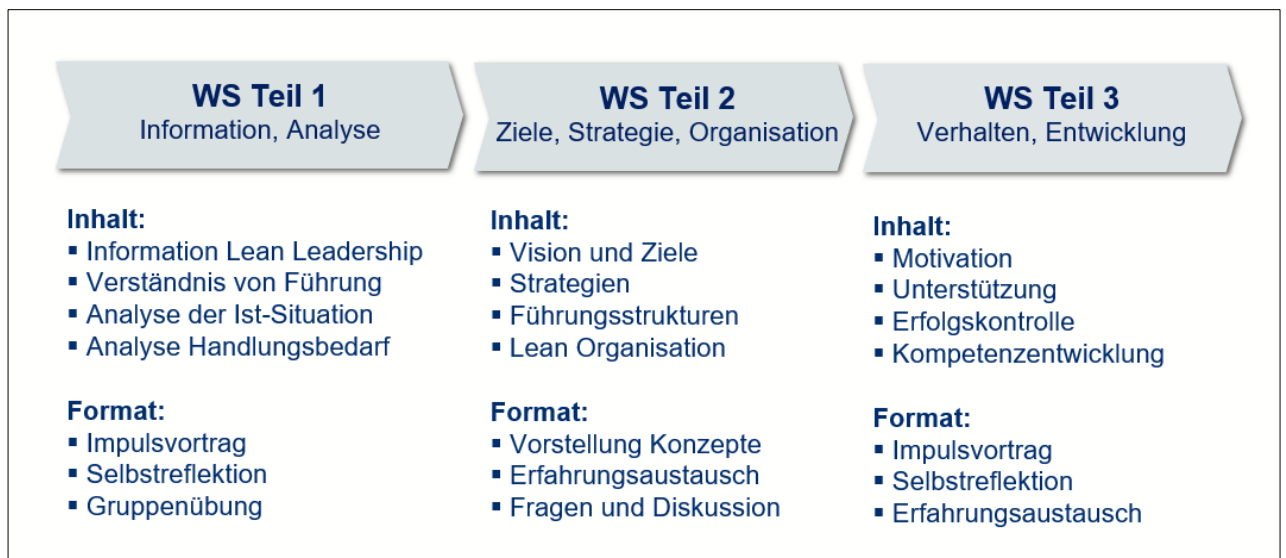 WS Teil 1
Information, Analyse
Inhalt:
▪ Information Lean Leadership
▪ Verständnis von Führung
▪ Analyse der Ist-Situation
▪ Analyse Handlungsbedarf
Format:
▪ Impulsvortrag
▪ Selbstreflektion
▪ Gruppenübung
WS Teil 2
Ziele, Strategie, Organisation
Inhalt:
▪ Vision und Ziele
▪ Strategien
▪ Führungsstrukturen
▪ Lean Organisation
Format:
▪ Vorstellung Konzepte
▪ Erfahrungsaustausch
▪ Fragen und Diskussion
WS Teil 3
Verhalten, Entwicklung
Inhalt:
▪ Motivation
▪ Unterstützung
▪ Erfolgskontrolle
▪ Kompetenzentwicklung
Format:
▪ Impulsvortrag
▪ Selbstreflektion
▪ Erfahrungsaustausch